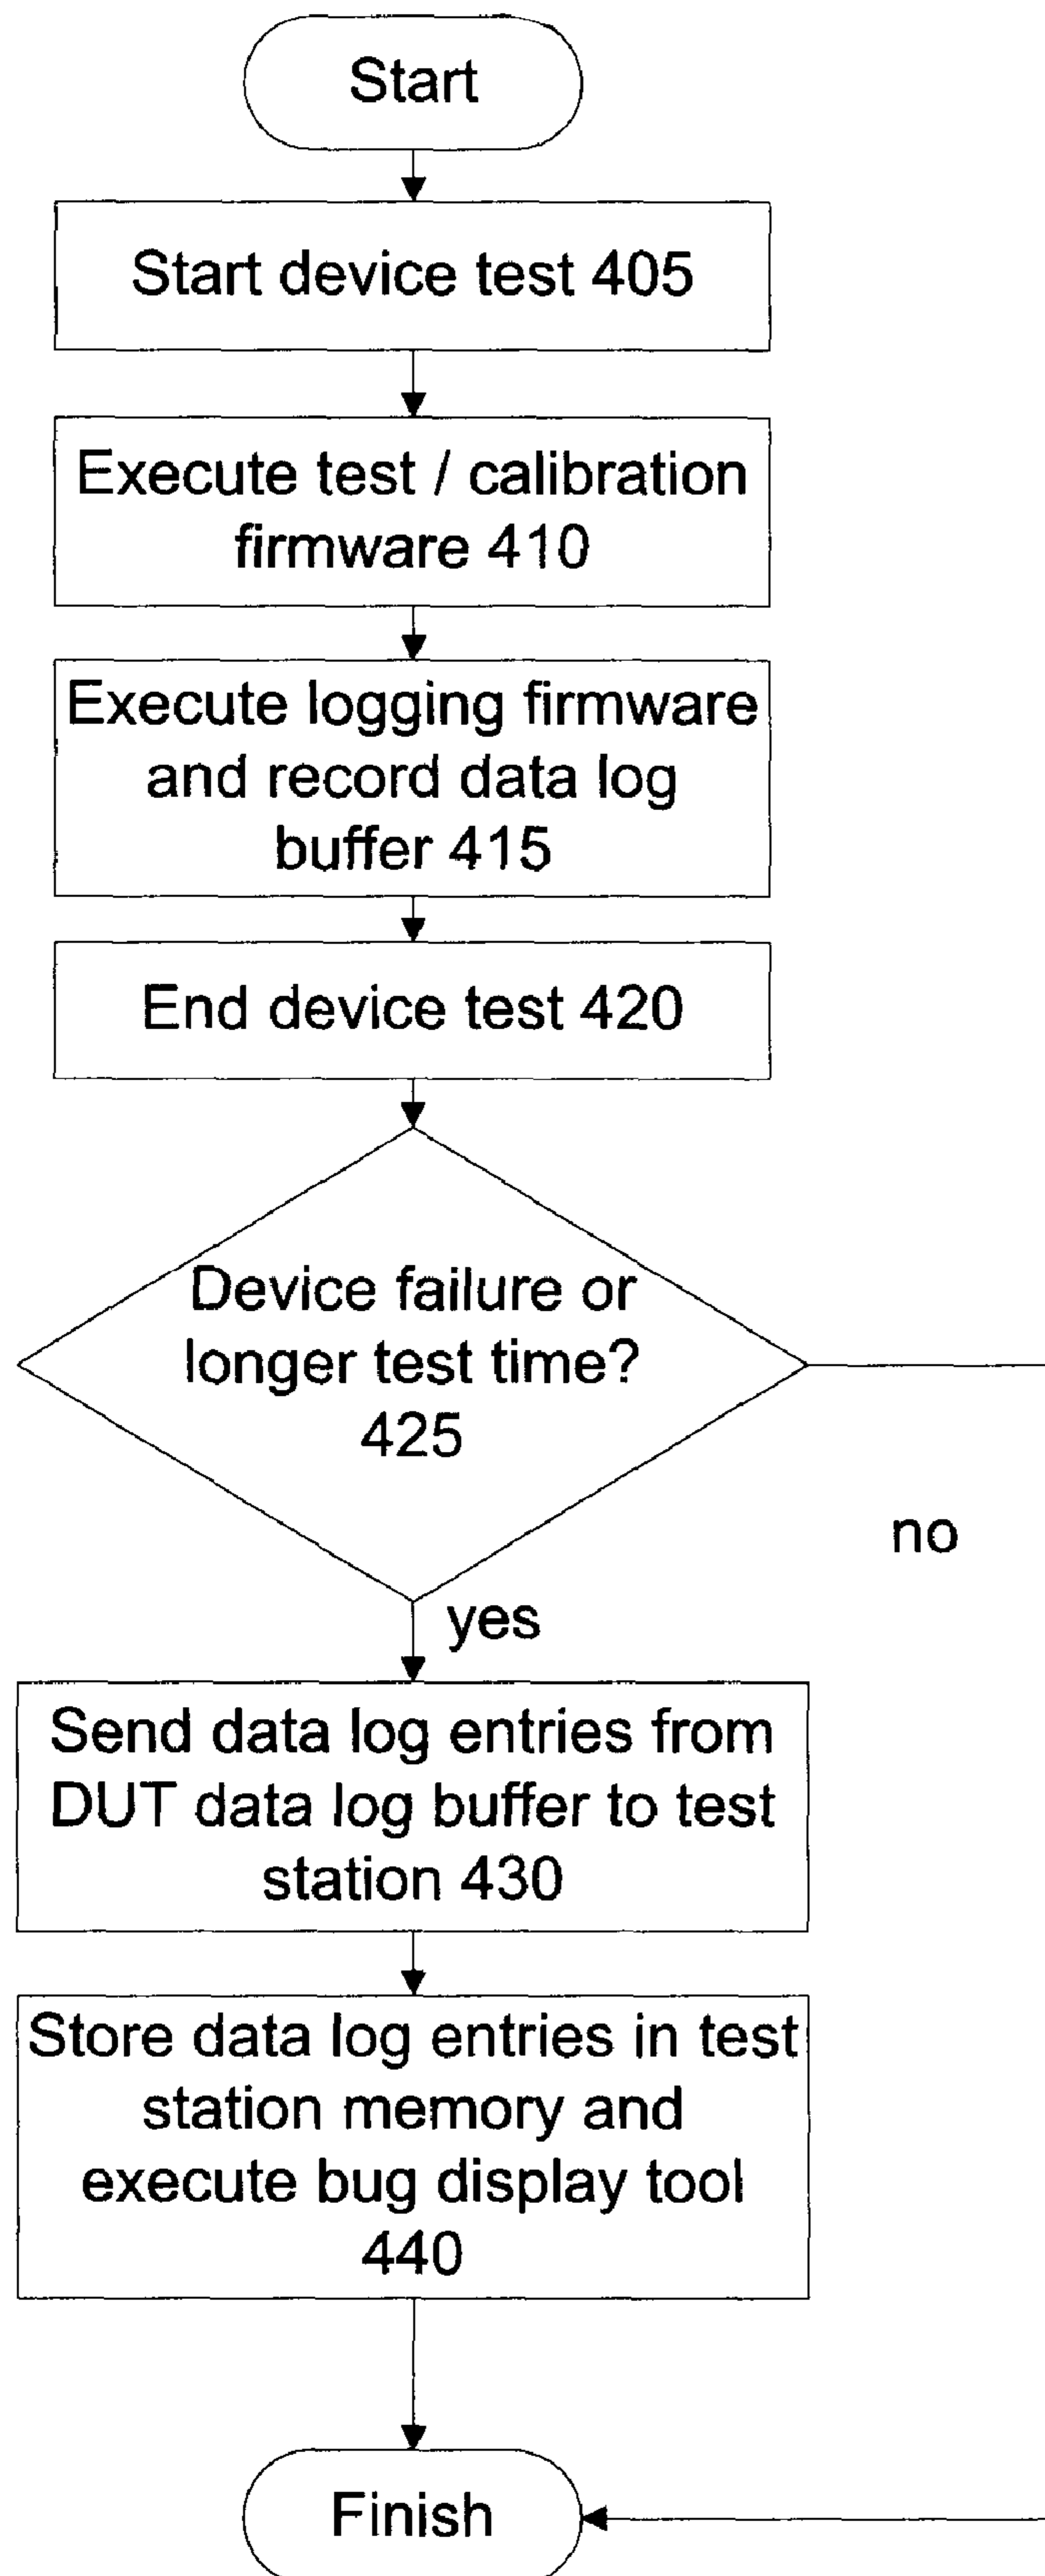 Start
Start device test 405
Execute test / calibration
firmware 410
Execute logging firmware
and record data log
buffer 415
End device test 420
Device failure or
longer test time?
425
no
yes
Send data log entries from
DUT data log buffer to test
station 430
Store data log entries in test
station memory and
execute bug display tool
440
Finish